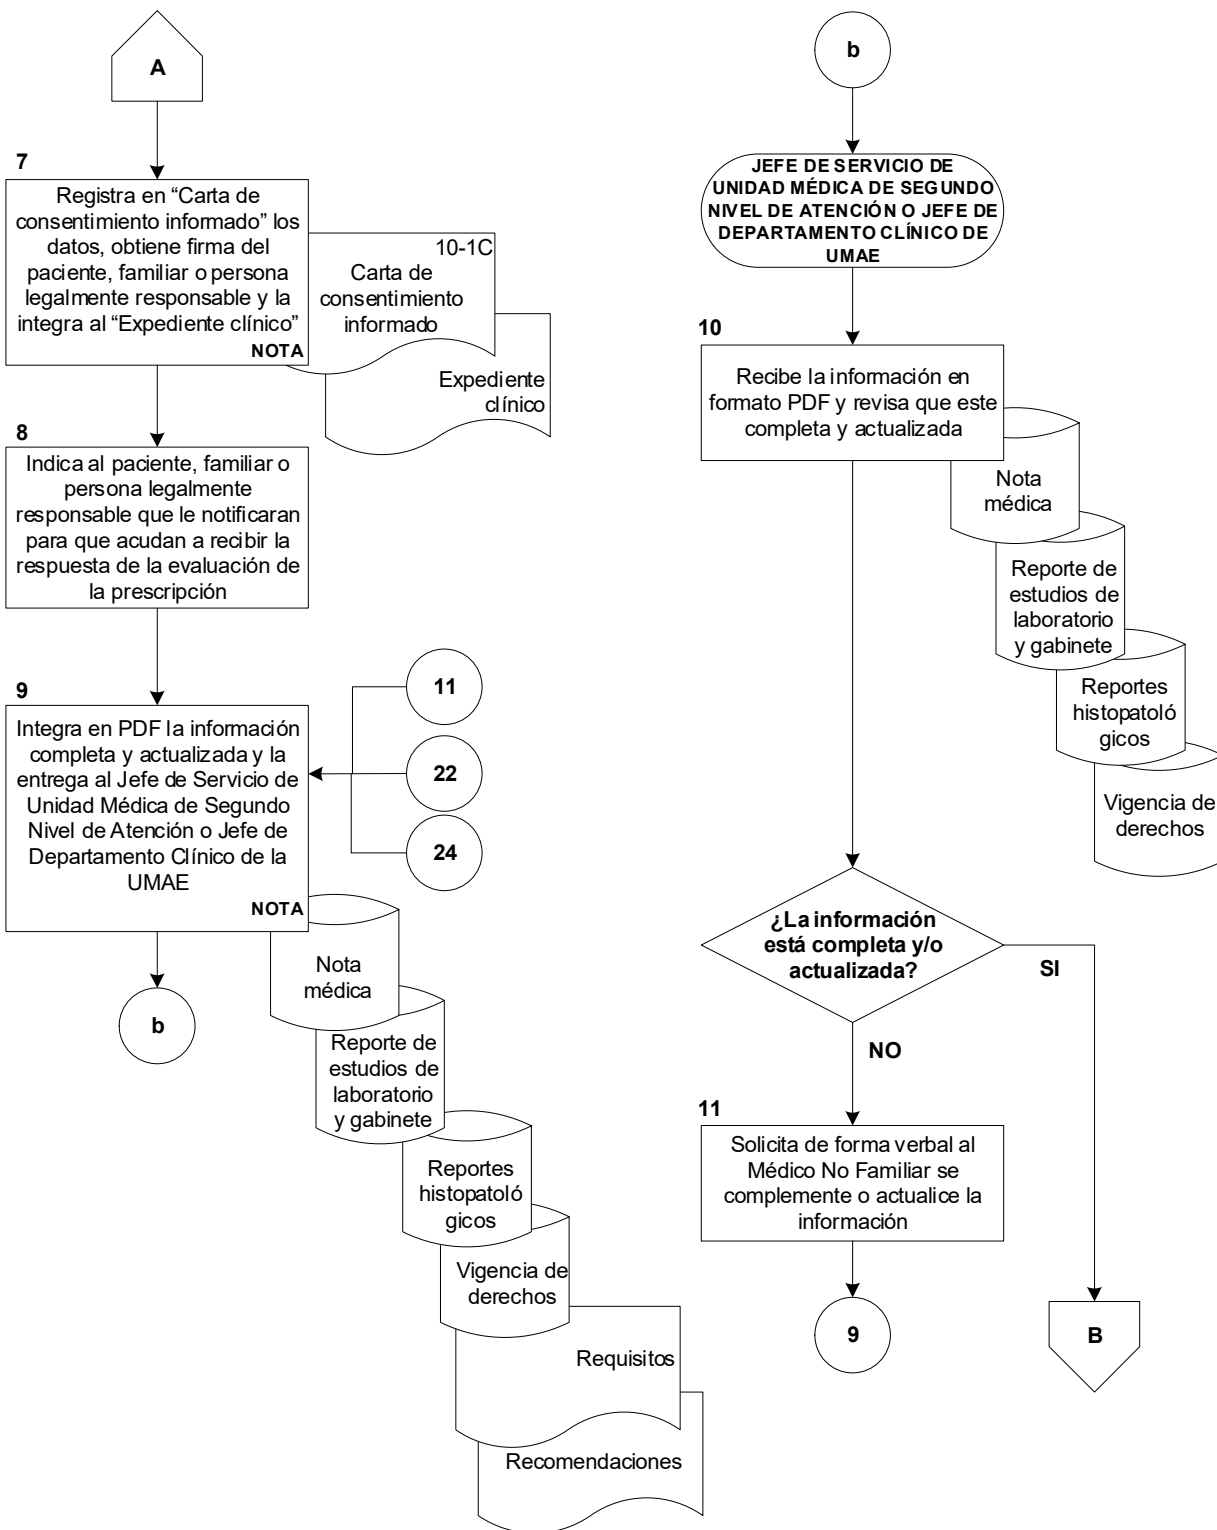 A
7
Registra en “Carta de
consentimiento informado” los
datos, obtiene firma del
paciente, familiar o persona
legalmente responsable y la
integra al “Expediente clínico”
NOTA
10-1C
Carta de
consentimiento
informado
Expediente
clínico
8
Indica al paciente, familiar o
persona legalmente
responsable que le notificaran
para que acudan a recibir la
respuesta de la evaluación de
la prescripción
9
Integra en PDF la información
completa y actualizada y la
entrega al Jefe de Servicio de
Unidad Médica de Segundo
Nivel de Atención o Jefe de
Departamento Clínico de la
UMAE
NOTA
11
22
24
Nota
médica
Reporte de
estudios de
laboratorio
y gabinete
Reportes
histopatoló
gicos
Vigencia de
derechos
Requisitos
Recomendaciones
b
b
JEFE DE SERVICIO DE
UNIDAD MÉDICA DE SEGUNDO
NIVEL DE ATENCIÓN O JEFE DE
DEPARTAMENTO CLÍNICO DE
UMAE
10
Recibe la información en
formato PDF y revisa que este
completa y actualizada
Nota
médica
Reporte de
estudios de
laboratorio
y gabinete
Reportes
histopatoló
gicos
Vigencia de
derechos
¿La información
está completa y/o
actualizada?
SI
NO
11
Solicita de forma verbal al
Médico No Familiar se
complemente o actualice la
información
9
B